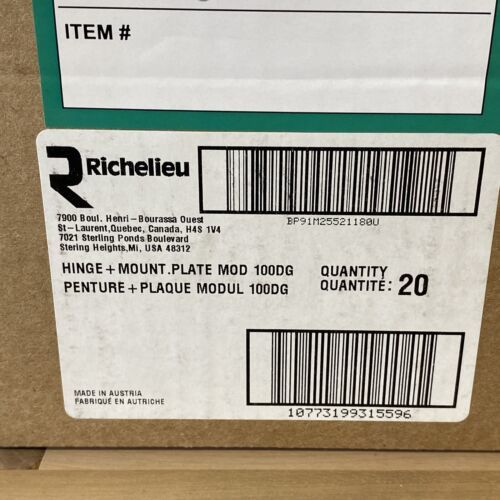 ITEM #
Richelieu
7900 Boul. Henri-Bourassa Ouest
St-Laurent,Quebec, Canada, H4S 1V4
7021 Sterling Ponds Boulevard
Stering Heights,Mi, USA 48312
BP91M25521180U
HINGE+MOUNT.PLATE MOD 100DG
PENTURE+PLAQUE MODUL 100DG
QUANTITY
QUANTITÉ: 20
MADE IN AUSTRIA
FABRIQUÉ EN AUTRICHE
10773199315596